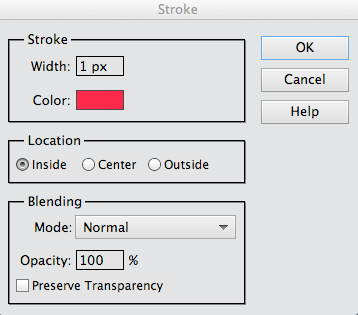 Stroke
Stroke
Width: 1 px
Color:
OK
Cancel
Help
Location
Inside Center Outside
Blending
Mode: Normal
Opacity: 100 %
Preserve Transparency